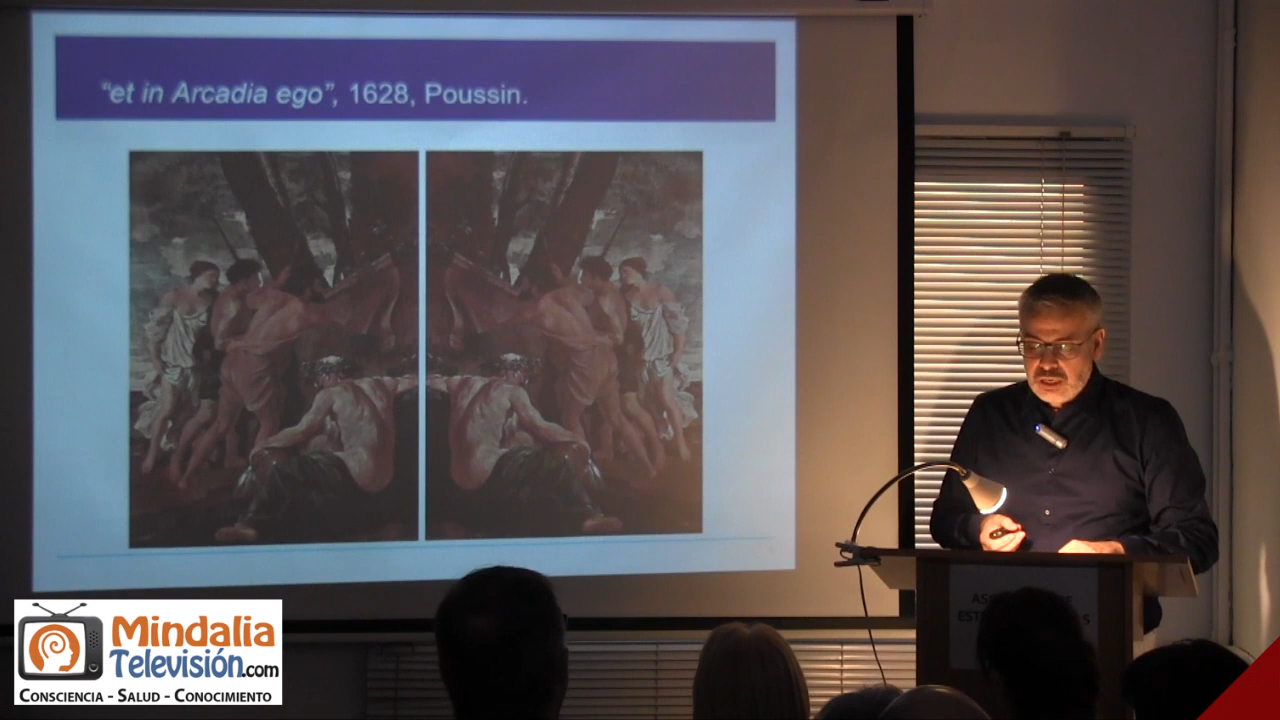 “et in Arcadia ego”, 1628, Poussin.
Mindalia
Televisión.com
CONSCIENCIA - SALUD - CONOCIMIENTO